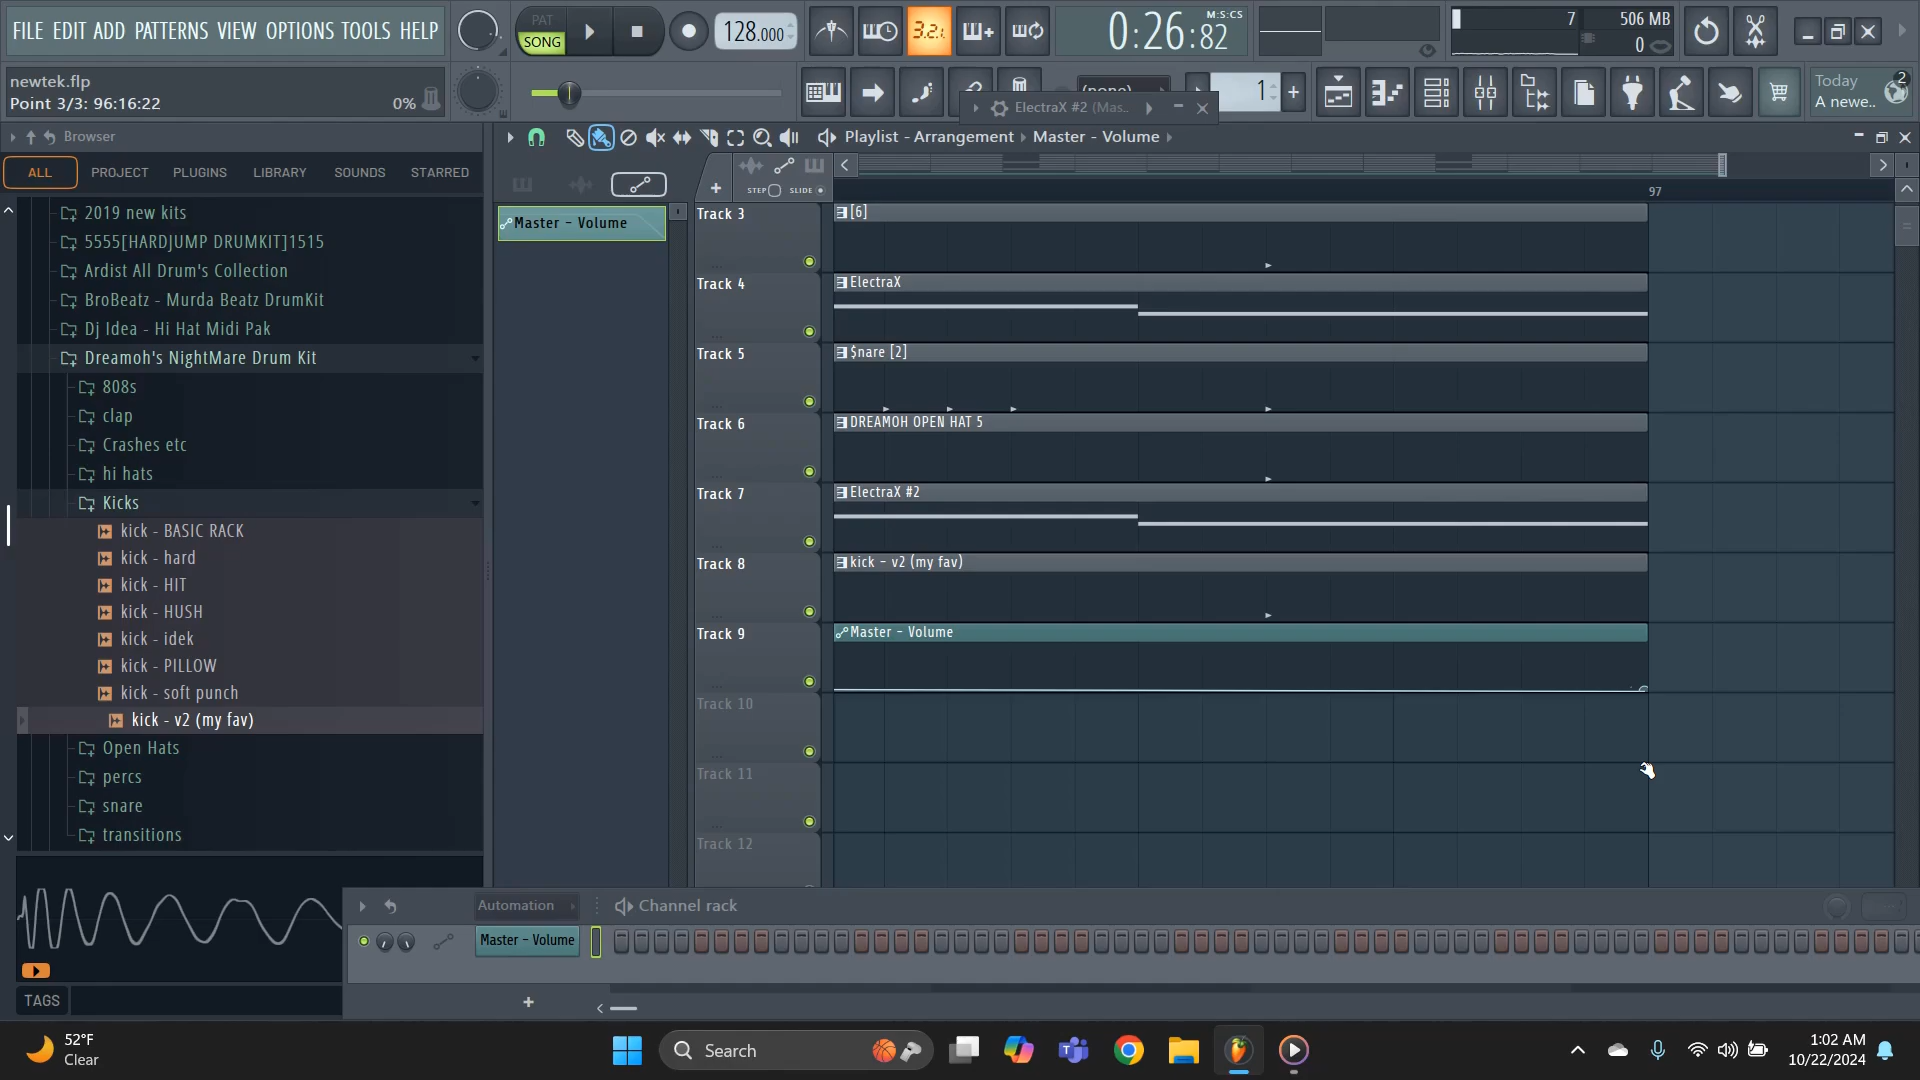 FILE EDIT ADD PATTERNS VIEW OPTIONS TOOLS HELP
PAT
SONG
128.000
3.2.1
0:26:82
M:S:CS
7
506 MB
0
newtek.flp
Point 3/3: 96:16:22
0%
1
Today
A newe..
2
ElectraX #2 (Mas..
Browser
Playlist - Arrangement
Master - Volume
ALL
PROJECT
PLUGINS
LIBRARY
SOUNDS
STARRED
STEP
SLIDE
97
2019 new kits
5555[HARDJUMP DRUMKIT]1515
Ardist All Drum's Collection
BroBeatz - Murda Beatz DrumKit
Dj Idea - Hi Hat Midi Pak
Dreamoh's NightMare Drum Kit
808s
clap
Crashes etc
hi hats
Kicks
kick - BASIC RACK
kick - hard
kick - HIT
kick - HUSH
kick - idek
kick - PILLOW
kick - soft punch
kick - v2 (my fav)
Open Hats
percs
snare
transitions
TAGS
Master - Volume
Track 3
[6]
Track 4
ElectraX
Track 5
$nare [2]
Track 6
DREAMOH OPEN HAT 5
Track 7
ElectraX #2
Track 8
kick - v2 (my fav)
Track 9
Master - Volume
Track 10
Track 11
Track 12
Automation
Channel rack
Master - Volume
52°F
Clear
Search
1:02 AM
10/22/2024